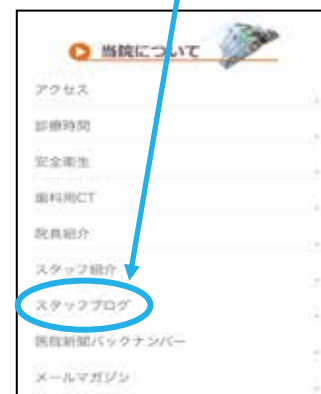 当院について
アクセス
診療時間
安全衛生
歯科用CT
院長紹介
スタッフ紹介
スタッフブログ
医院新聞バックナンバー
メールマガジン